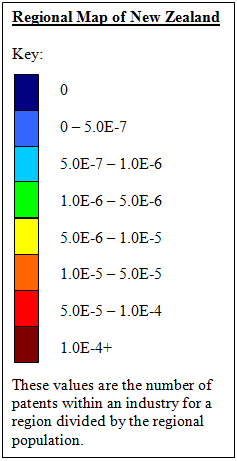 Regional Map of New Zealand
Key:
0
0 – 5.0E-7
5.0E-7 – 1.0E-6
1.0E-6 – 5.0E-6
5.0E-6 – 1.0E-5
1.0E-5 – 5.0E-5
5.0E-5 – 1.0E-4
1.0E-4+
These values are the number of
patents within an industry for a
region divided by the regional
population.